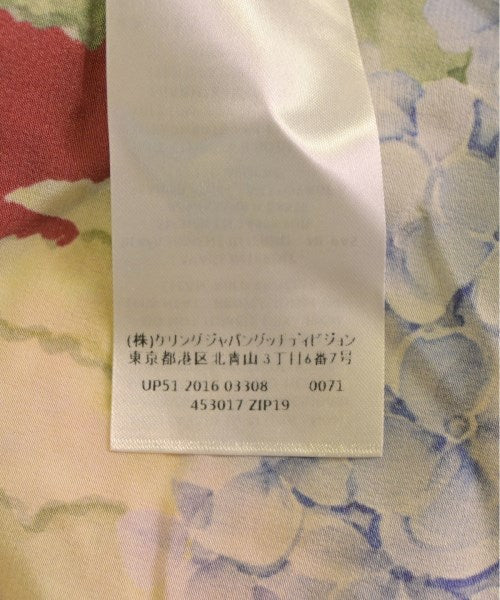 (株)ケリングジャパングッチディビジョン
東京都港区北青山3丁目6番7号
UP51 2016 03308 0071
453017 ZIP19